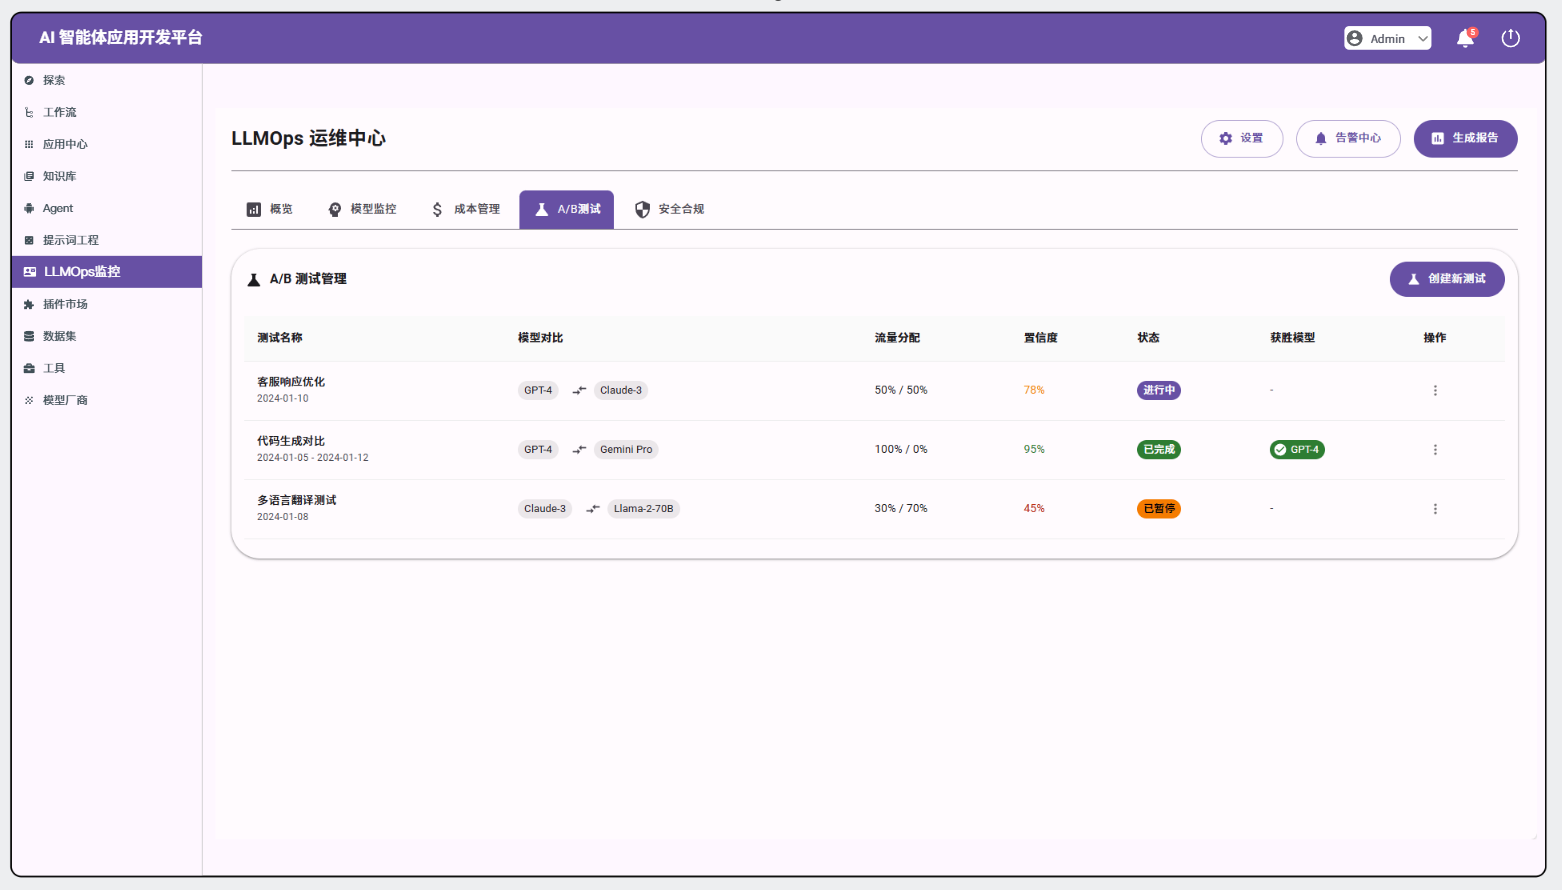 AI 智能体应用开发平台
Admin
5
探索
工作流
应用中心
知识库
Agent
提示词工程
LLMOps监控
插件市场
数据集
工具
模型厂商
LLMOps 运维中心
设置
告警中心
生成报告
概览
模型监控
成本管理
A/B测试
安全合规
A/B 测试管理
创建新测试
测试名称 模型对比 流量分配 置信度 状态 获胜模型 操作
客服响应优化
2024-01-10
GPT-4 Claude-3 50% / 50% 78% 进行中 -
代码生成对比
2024-01-05 - 2024-01-12
GPT-4 Gemini Pro 100% / 0% 95% 已完成 GPT-4
多语言翻译测试
2024-01-08
Claude-3 Llama-2-70B 30% / 70% 45% 已暂停 -